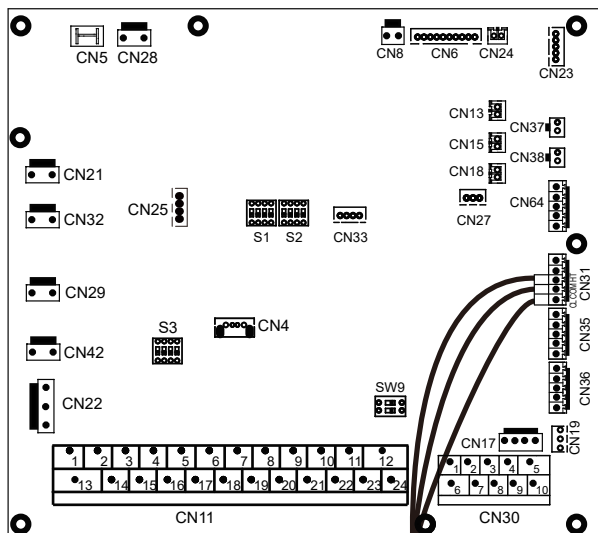 CN5
CN28
CN8
CN6
CN24
CN23
CN13
CN37
CN15
CN38
CN18
CN21
CN25
CN32
CN27
CN64
S1
S2
CN33
CN31
CL COM HT
CN29
CN4
CN35
S3
CN42
CN36
CN22
SW9
CN17
CN19
1 2 3 4 5 6 7 8 9 10 11 12
13 14 15 16 17 18 19 20 21 22 23 24
CN11
1 2 3 4 5
6 7 8 9 10
CN30